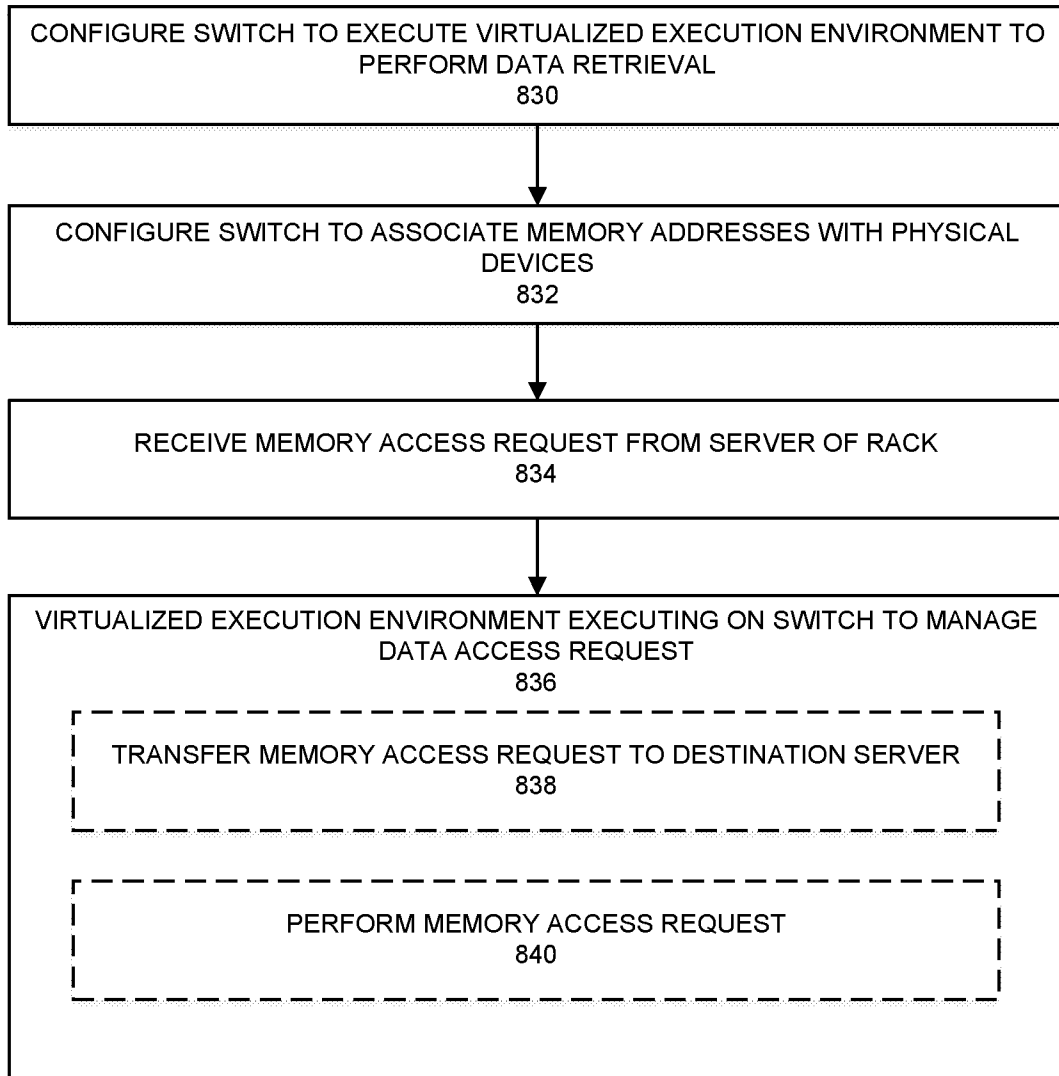 CONFIGURE SWITCH TO EXECUTE VIRTUALIZED EXECUTION ENVIRONMENT TO
PERFORM DATA RETRIEVAL
830
CONFIGURE SWITCH TO ASSOCIATE MEMORY ADDRESSES WITH PHYSICAL
DEVICES
832
RECEIVE MEMORY ACCESS REQUEST FROM SERVER OF RACK
834
VIRTUALIZED EXECUTION ENVIRONMENT EXECUTING ON SWITCH TO MANAGE
DATA ACCESS REQUEST
836
TRANSFER MEMORY ACCESS REQUEST TO DESTINATION SERVER
838
PERFORM MEMORY ACCESS REQUEST
840